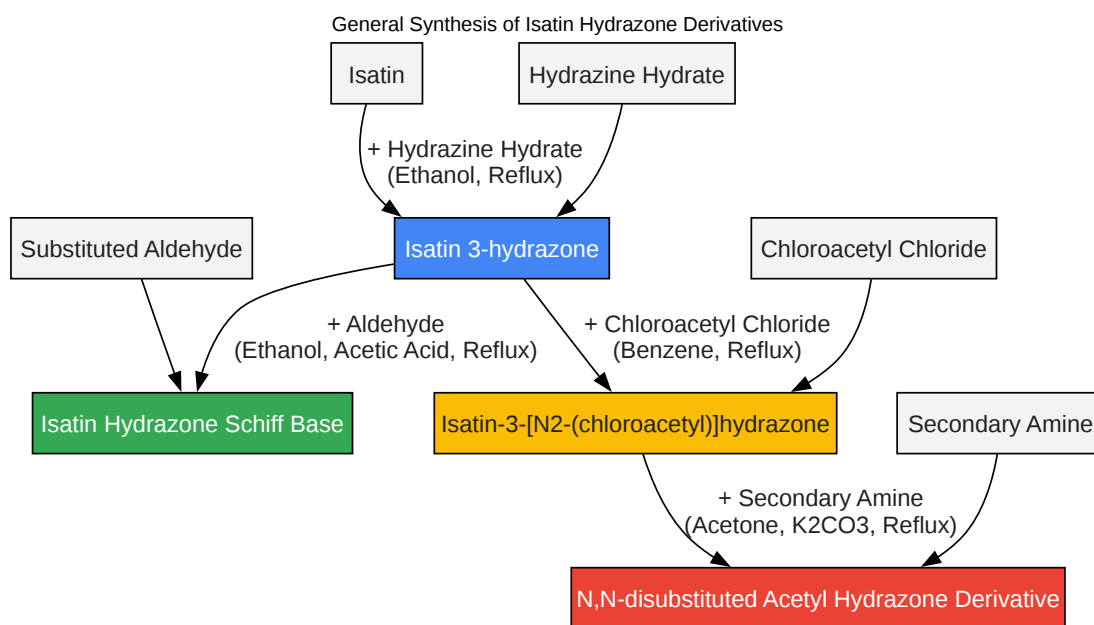 General Synthesis of Isatin Hydrazone Derivatives
Isatin
Hydrazine Hydrate
+ Hydrazine Hydrate
(Ethanol, Reflux)
Substituted Aldehyde
Isatin 3-hydrazone
Chloroacetyl Chloride
+ Aldehyde
(Ethanol, Acetic Acid, Reflux)
+ Chloroacetyl Chloride
(Benzene, Reflux)
Isatin Hydrazone Schiff Base
Isatin-3-[N2-(chloroacetyl)]hydrazone
Secondary Amine
+ Secondary Amine
(Acetone, K2CO3, Reflux)
N,N-disubstituted Acetyl Hydrazone Derivative